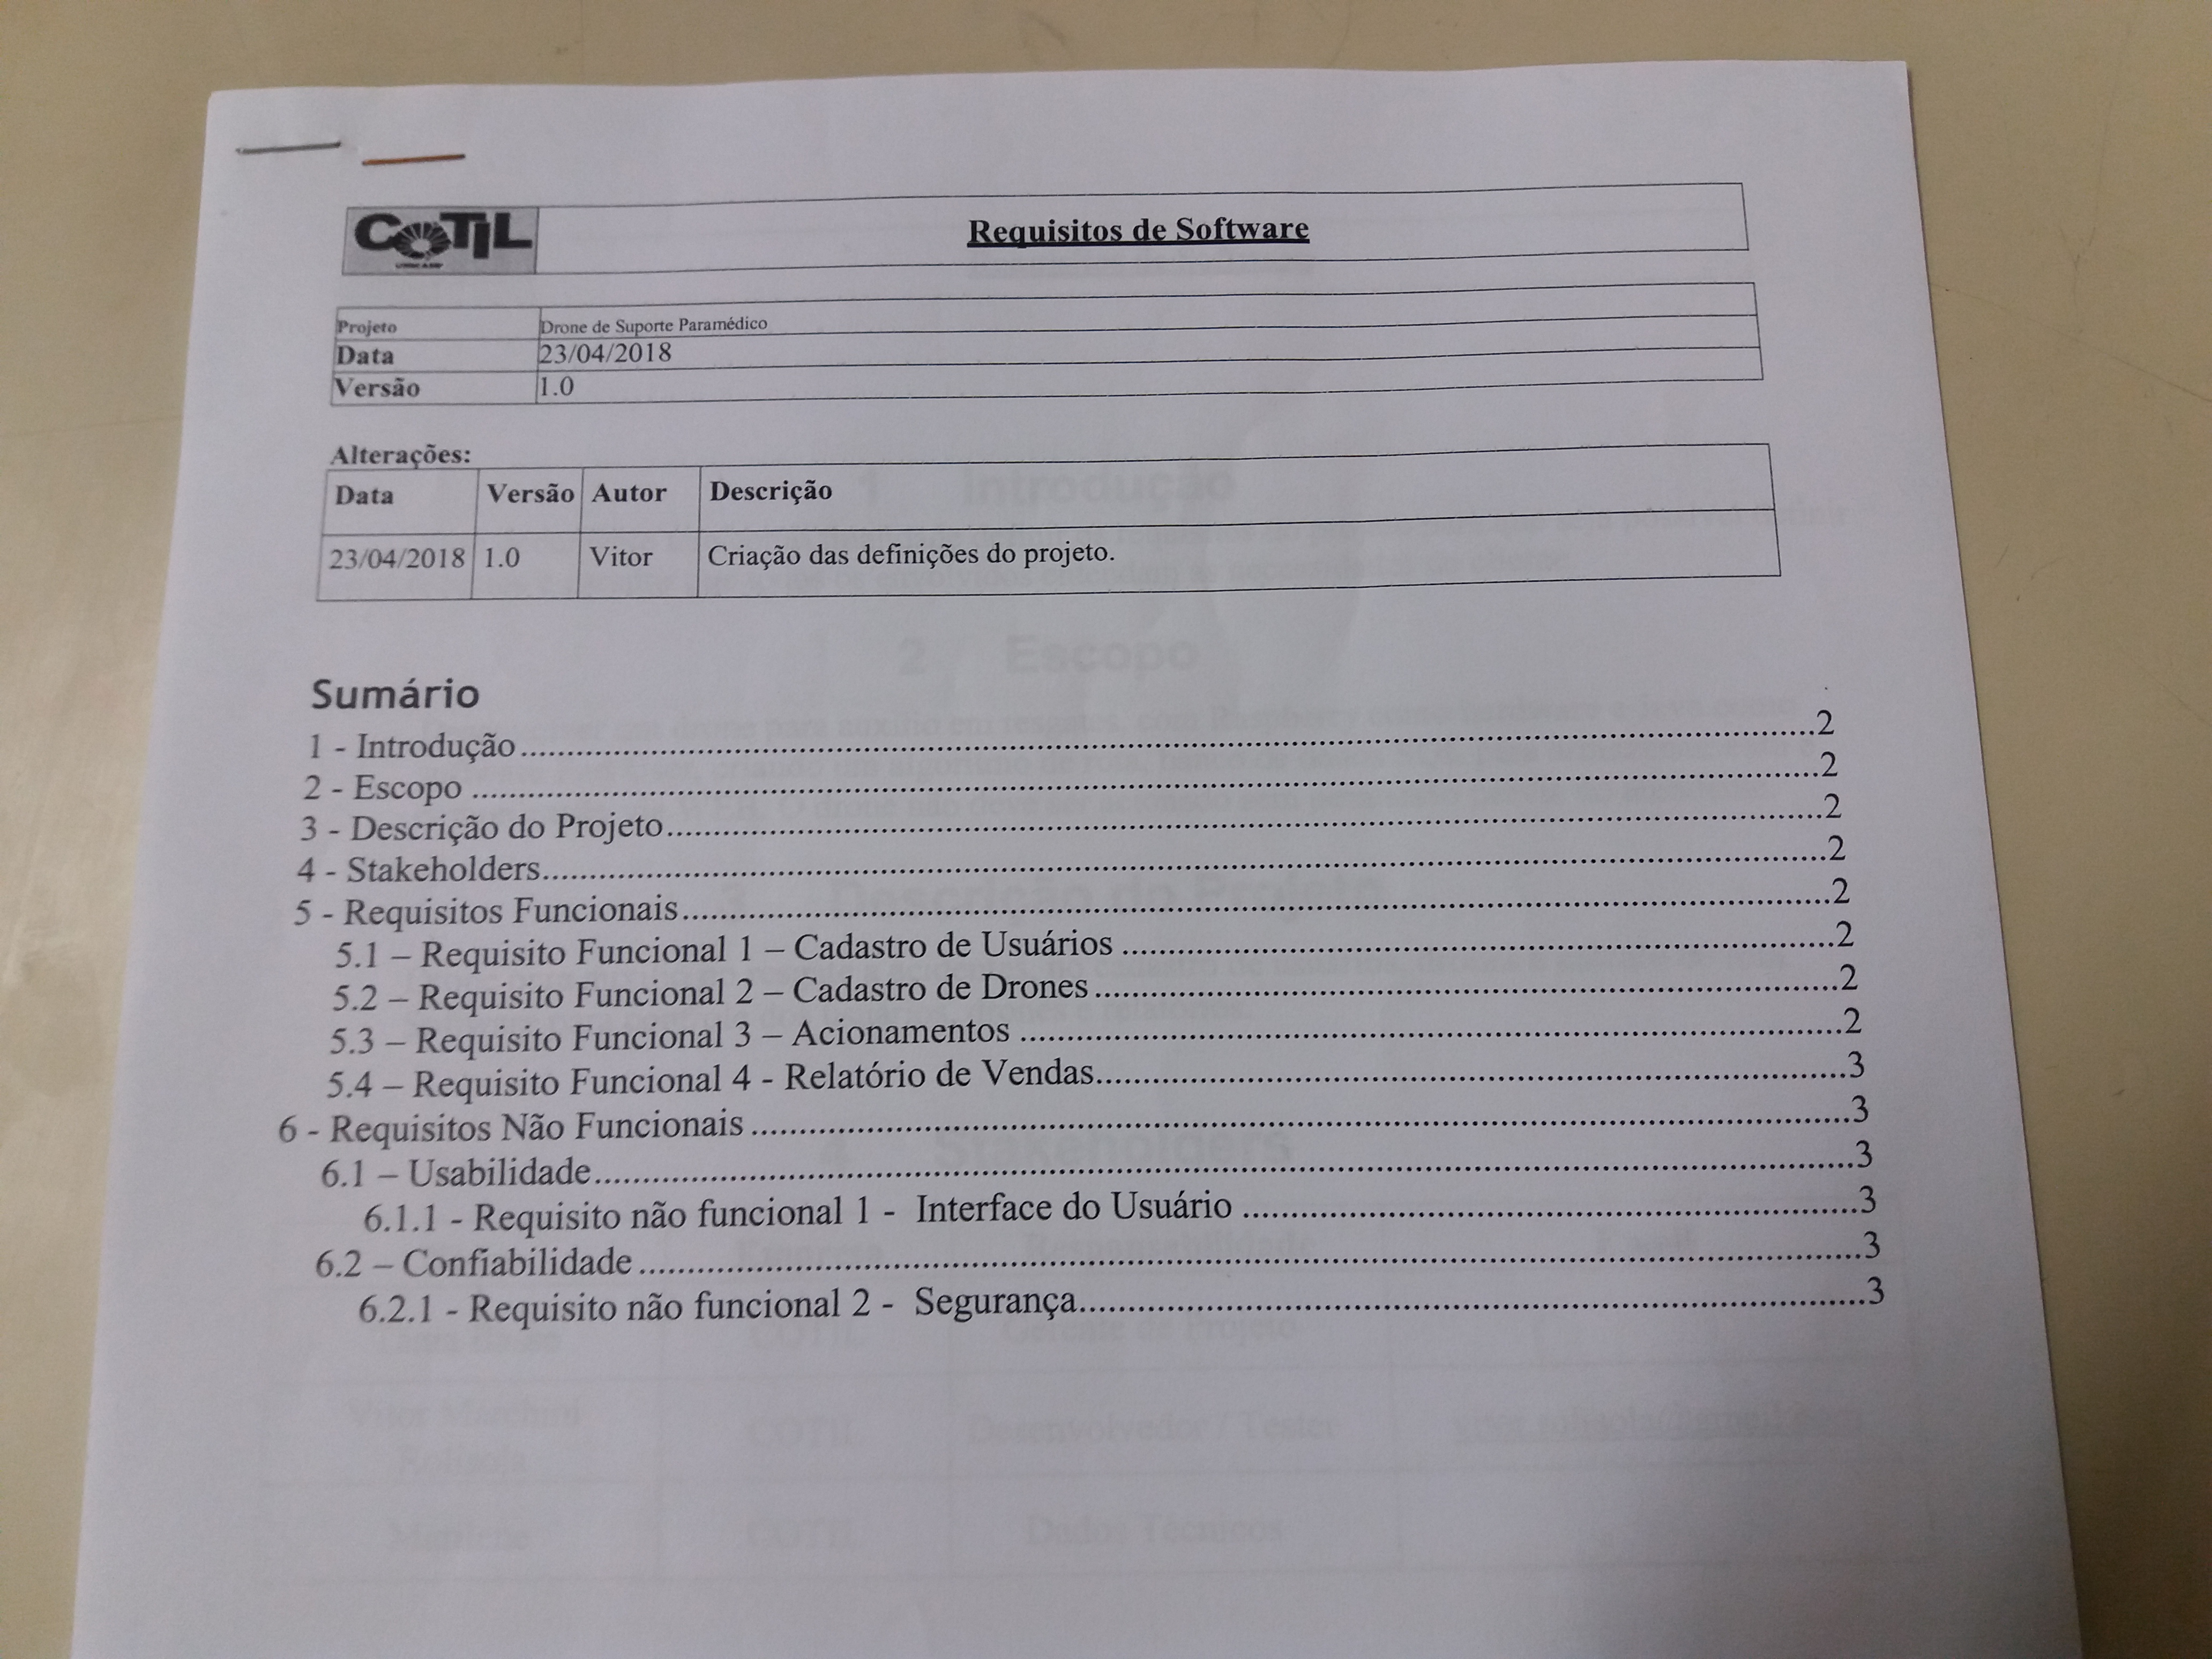 COTIL
Requisitos de Software
Projeto Drone de Suporte Paramédico
Data 23/04/2018
Versão 1.0
Alterações:
Data Versão Autor Descrição
23/04/2018 1.0 Vitor Criação das definições do projeto.
Sumário
1 - Introdução....................2
2 - Escopo ....................2
3 - Descrição do Projeto....................2
4 - Stakeholders....................2
5 - Requisitos Funcionais....................2
5.1 – Requisito Funcional 1 – Cadastro de Usuários ....................2
5.2 – Requisito Funcional 2 – Cadastro de Drones....................2
5.3 – Requisito Funcional 3 – Acionamentos ....................2
5.4 – Requisito Funcional 4 - Relatório de Vendas....................3
6 - Requisitos Não Funcionais ....................3
6.1 – Usabilidade....................3
6.1.1 - Requisito não funcional 1 - Interface do Usuário ....................3
6.2 – Confiabilidade ....................3
6.2.1 - Requisito não funcional 2 - Segurança....................3